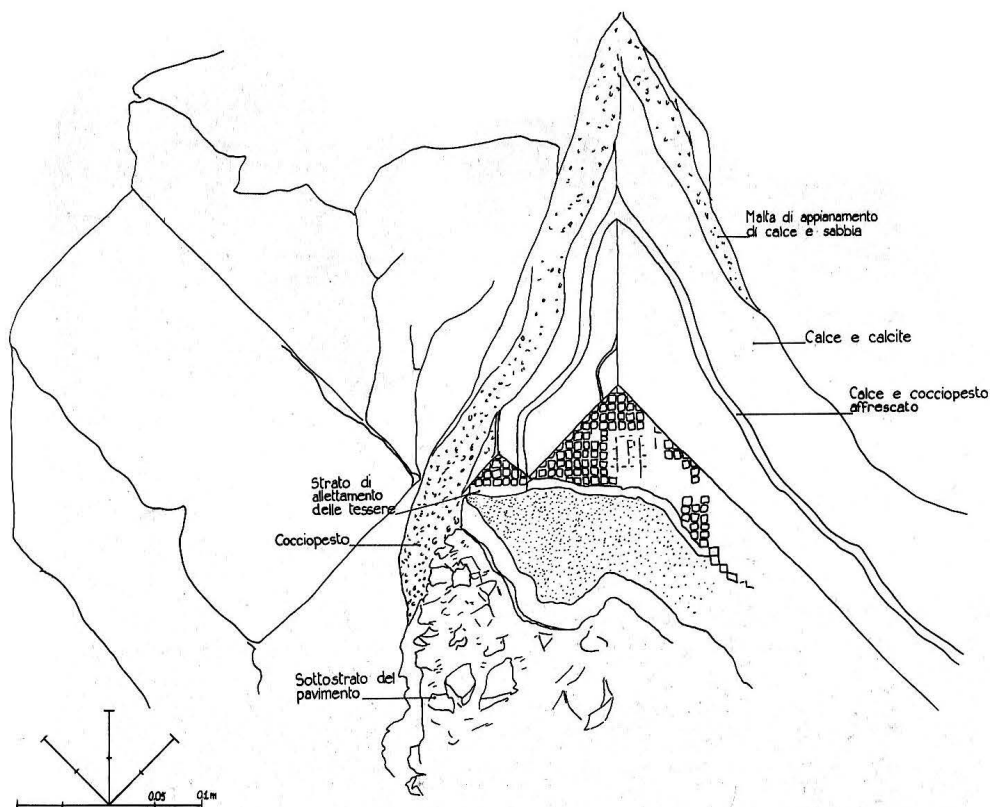 Malta di appianamento
di calce e sabbia
Calce e calcite
Calce e cocciopesto
affrescato
Strato di
allettamento
delle tessere
Cocciopesto
Sottostrato del
pavimento
0.05 0.1m